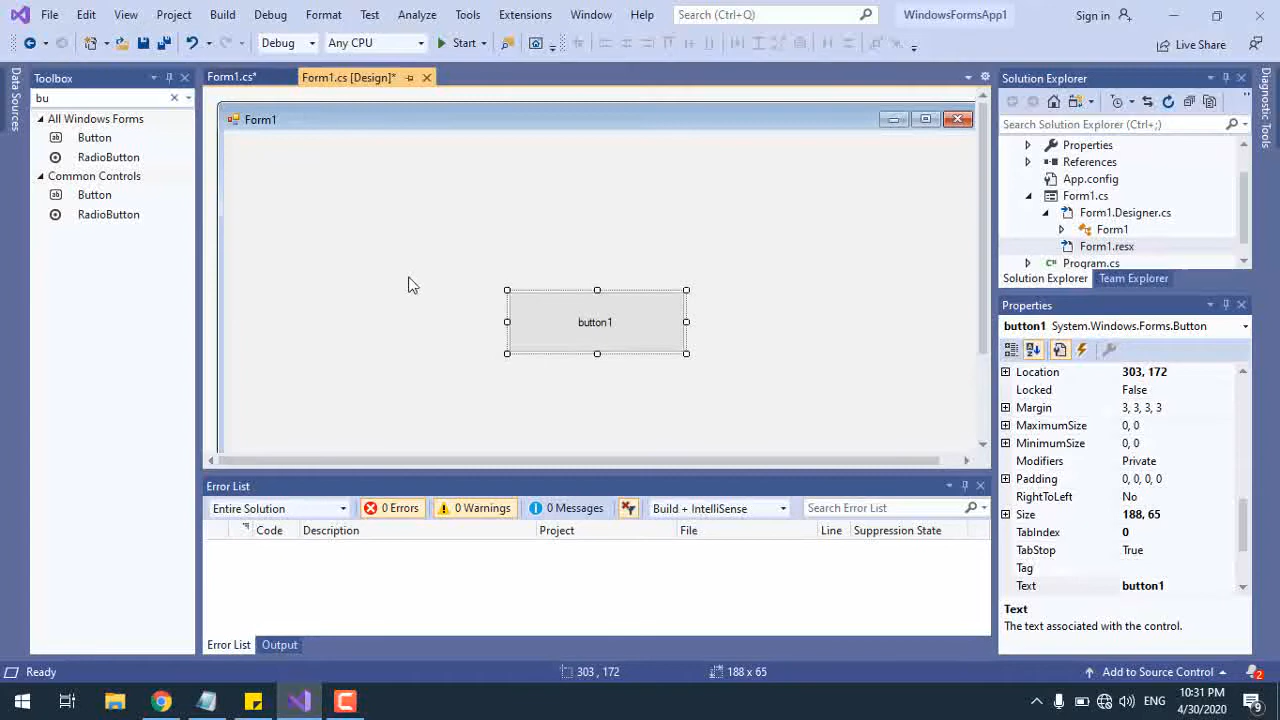 File Edit View Project Build Debug Format Test Analyze Tools Extensions Window Help Search (Ctrl+Q) WindowsFormsApp1 Sign in
Debug Any CPU Start Live Share
Data Sources
Toolbox
bu
All Windows Forms
Button
RadioButton
Common Controls
Button
RadioButton
Form1.cs* Form1.cs [Design]*
Form1
button1
Error List
Entire Solution 0 Errors 0 Warnings 0 Messages Build + IntelliSense Search Error List
Code Description Project File Line Suppression State
Error List Output
Solution Explorer
Search Solution Explorer (Ctrl+;)
Properties
References
App.config
Form1.cs
Form1.Designer.cs
Form1
Form1.resx
Program.cs
Solution Explorer Team Explorer
Properties
button1 System.Windows.Forms.Button
Location 303, 172
Locked False
Margin 3, 3, 3, 3
MaximumSize 0, 0
MinimumSize 0, 0
Modifiers Private
Padding 0, 0, 0, 0
RightToLeft No
Size 188, 65
TabIndex 0
TabStop True
Tag
Text button1
Text
The text associated with the control.
Diagnostic Tools
Ready 303 , 172 188 x 65 Add to Source Control 2
ENG 10:31 PM
4/30/2020 9